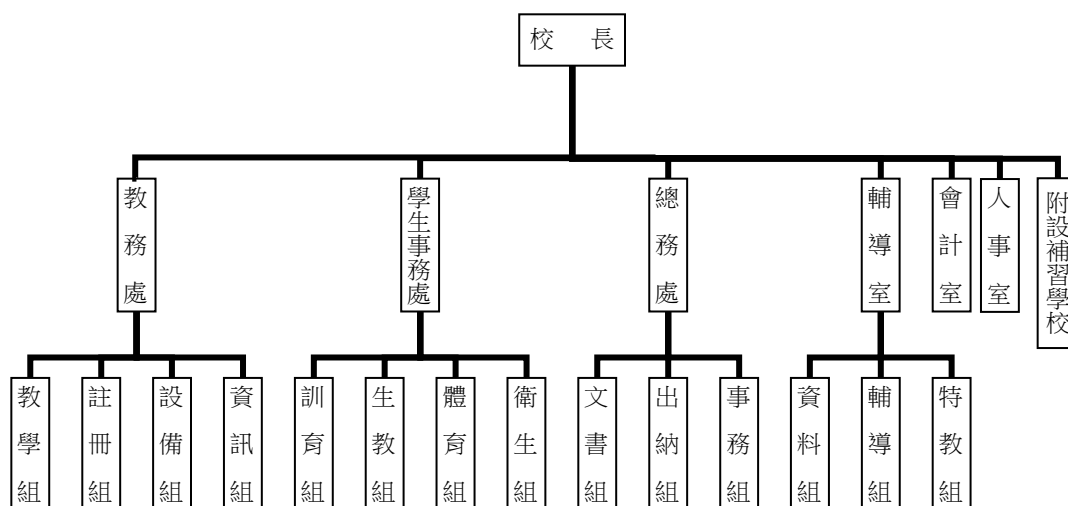 校 長
教務處
學生事務處
總務處
輔導室
會計室
人事室
附設補習學校
教學組
註冊組
設備組
資訊組
訓育組
生教組
體育組
衛生組
文書組
出納組
事務組
資料組
輔導組
特教組